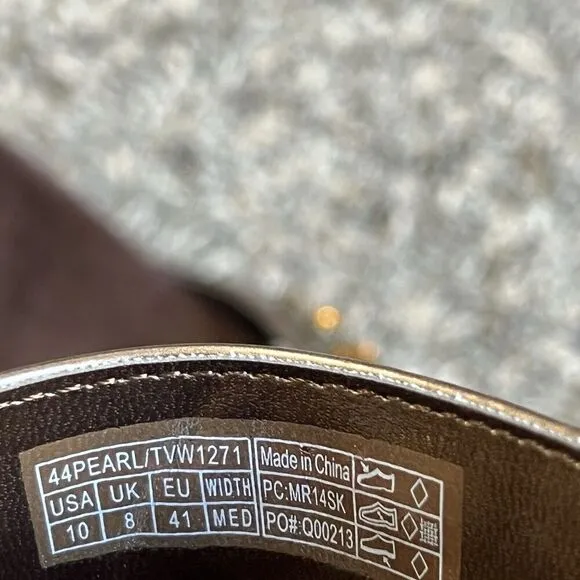 44PEARL/TVW1271
USA UK EU WIDTH
10 8 41 MED
Made in China
PC:MR14SK
PO#:Q00213